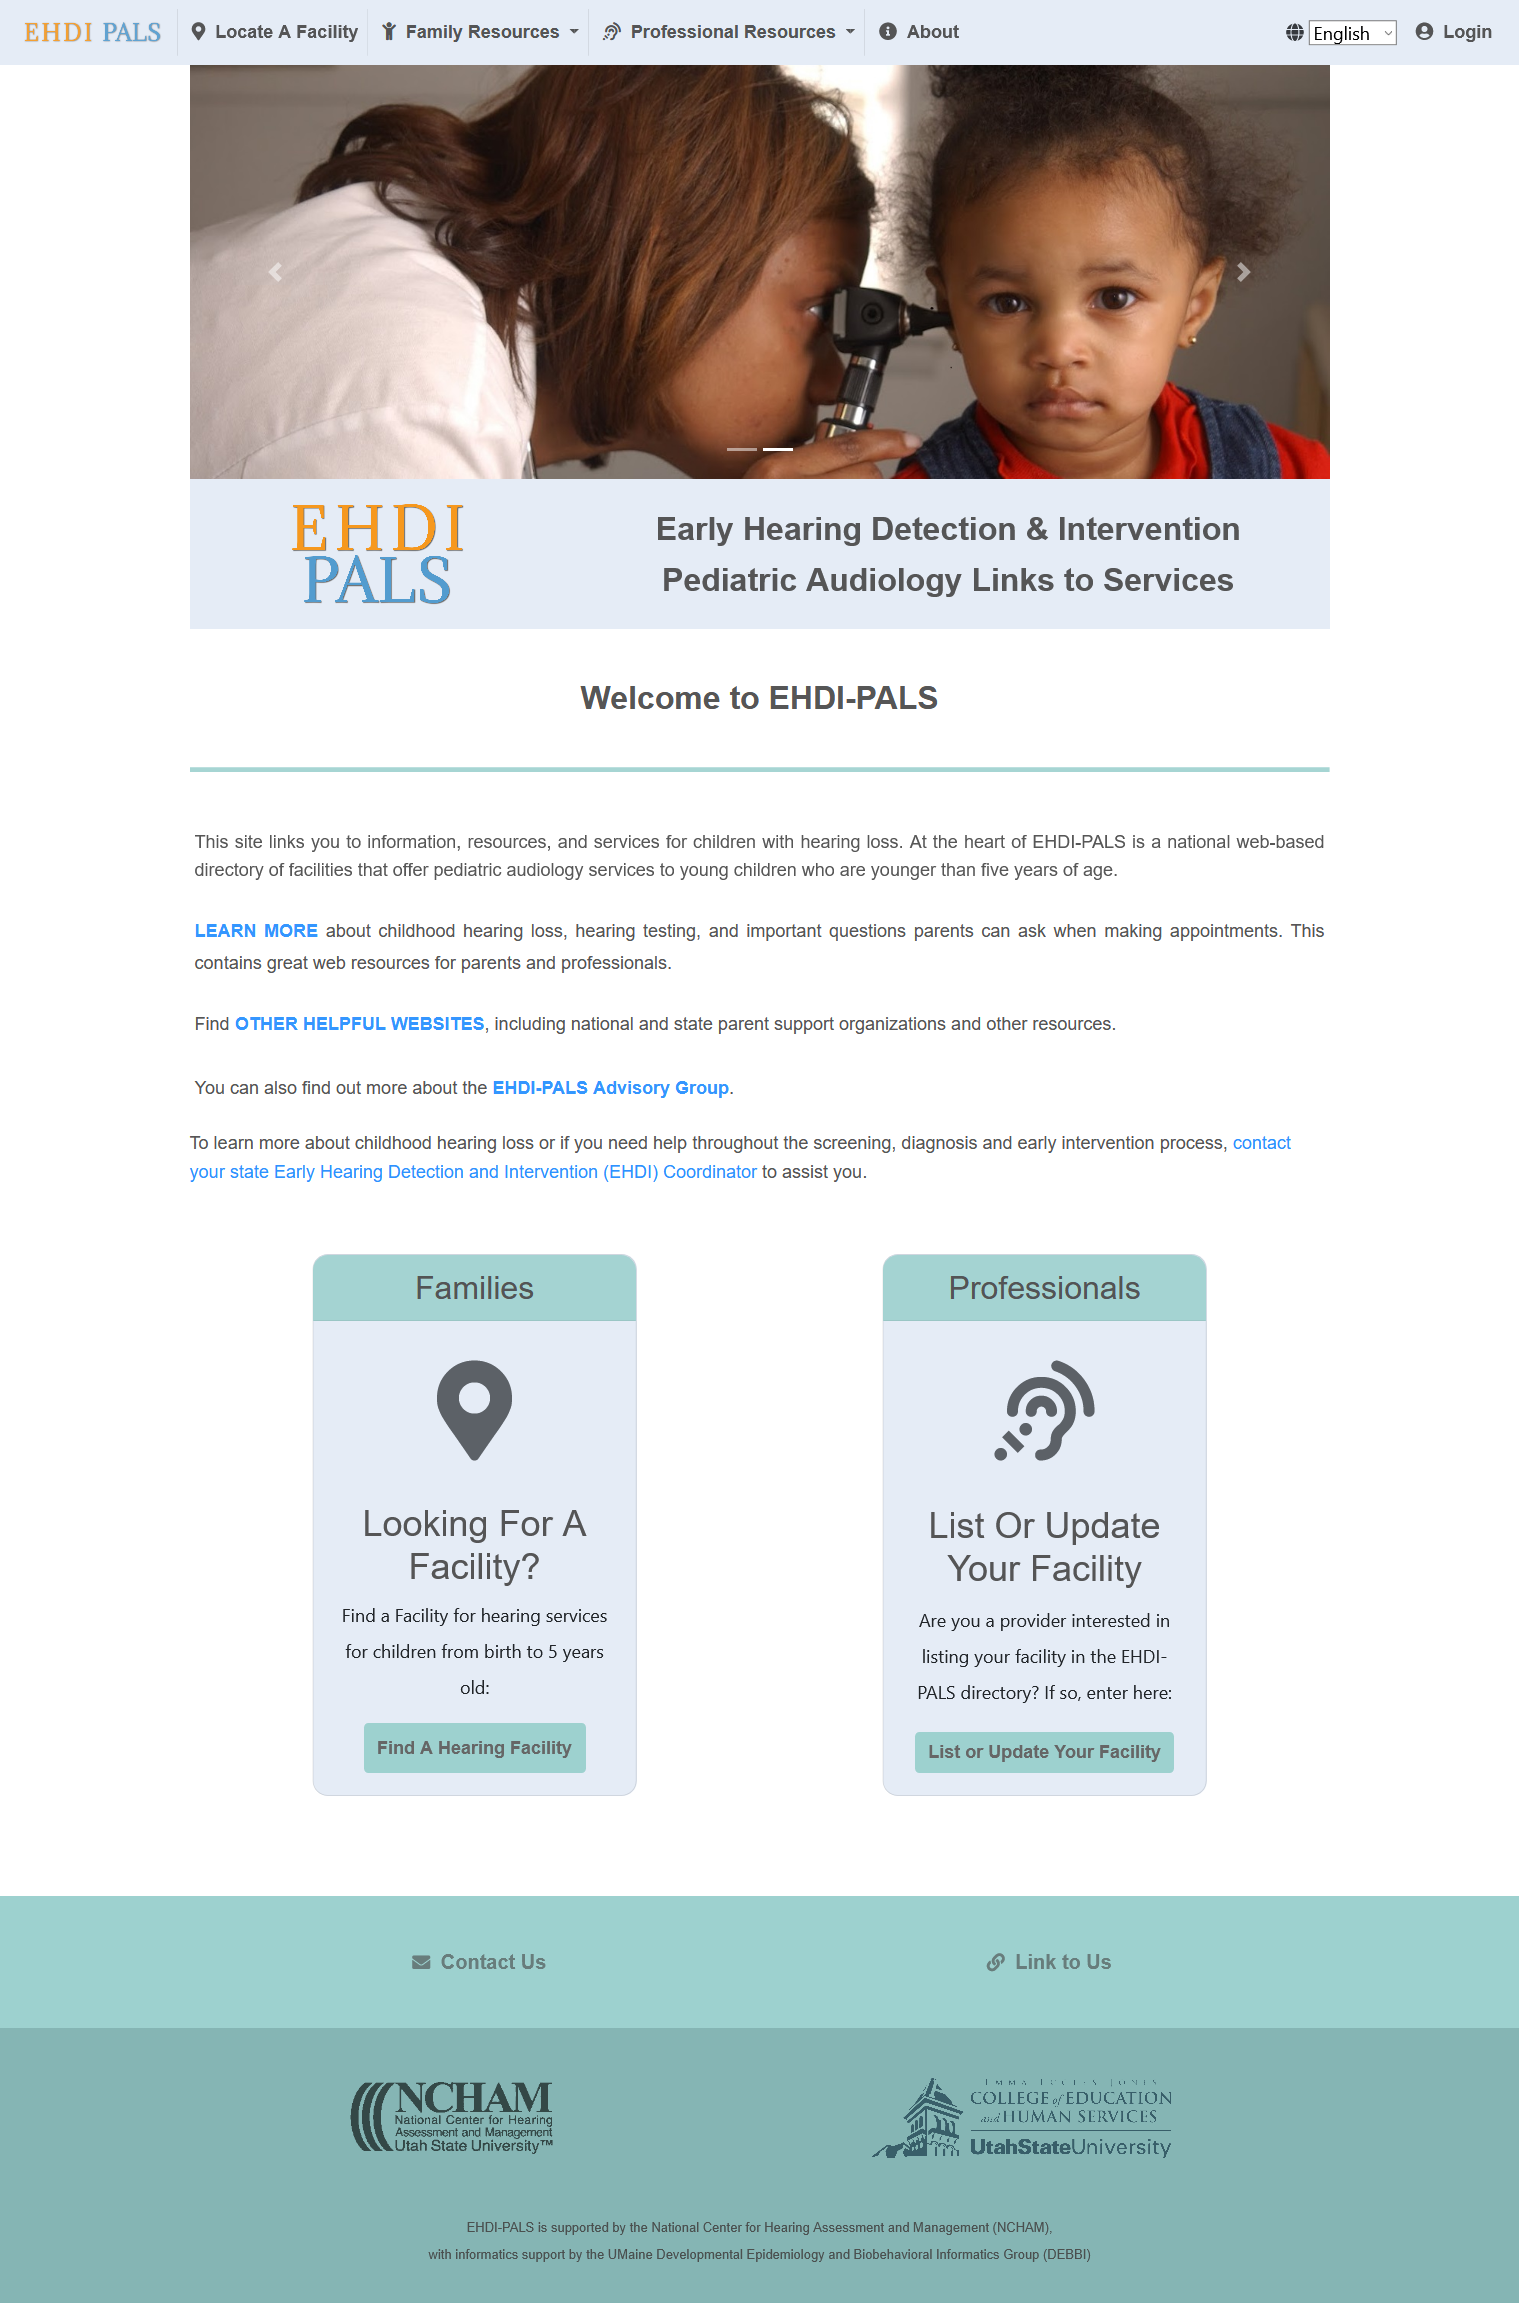 EHDI PALS
Locate A Facility
Family Resources
Professional Resources
About
English
Login
EHDI
PALS
Early Hearing Detection & Intervention
Pediatric Audiology Links to Services
Welcome to EHDI-PALS
This site links you to information, resources, and services for children with hearing loss. At the heart of EHDI-PALS is a national web-based
directory of facilities that offer pediatric audiology services to young children who are younger than five years of age.
LEARN MORE about childhood hearing loss, hearing testing, and important questions parents can ask when making appointments. This
contains great web resources for parents and professionals.
Find OTHER HELPFUL WEBSITES, including national and state parent support organizations and other resources.
You can also find out more about the EHDI-PALS Advisory Group.
To learn more about childhood hearing loss or if you need help throughout the screening, diagnosis and early intervention process, contact
your state Early Hearing Detection and Intervention (EHDI) Coordinator to assist you.
Families
Looking For A
Facility?
Find a Facility for hearing services
for children from birth to 5 years
old:
Find A Hearing Facility
Professionals
List Or Update
Your Facility
Are you a provider interested in
listing your facility in the EHDI-
PALS directory? If so, enter here:
List or Update Your Facility
Contact Us
Link to Us
NCHAM
National Center for Hearing
Assessment and Management
Utah State University™
COLLEGE of EDUCATION
and HUMAN SERVICES
UtahStateUniversity
EHDI-PALS is supported by the National Center for Hearing Assessment and Management (NCHAM),
with informatics support by the UMaine Developmental Epidemiology and Biobehavioral Informatics Group (DEBBI)